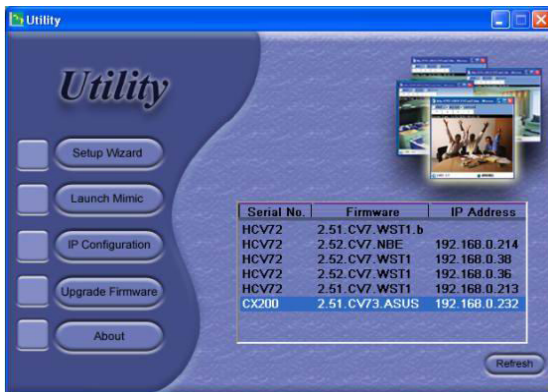 Utility
Utility
Setup Wizard
Launch Mimic
IP Configuration
Upgrade Firmware
About
Serial No. Firmware IP Address
HCV72 2.51.CV7.WST1.b
HCV72 2.52.CV7.NBE 192.168.0.214
HCV72 2.52.CV7.WST1 192.168.0.38
HCV72 2.52.CV7.WST1 192.168.0.36
HCV72 2.51.CV7.WST1 192.168.0.213
CX200 2.51.CV73.ASUS 192.168.0.232
Refresh